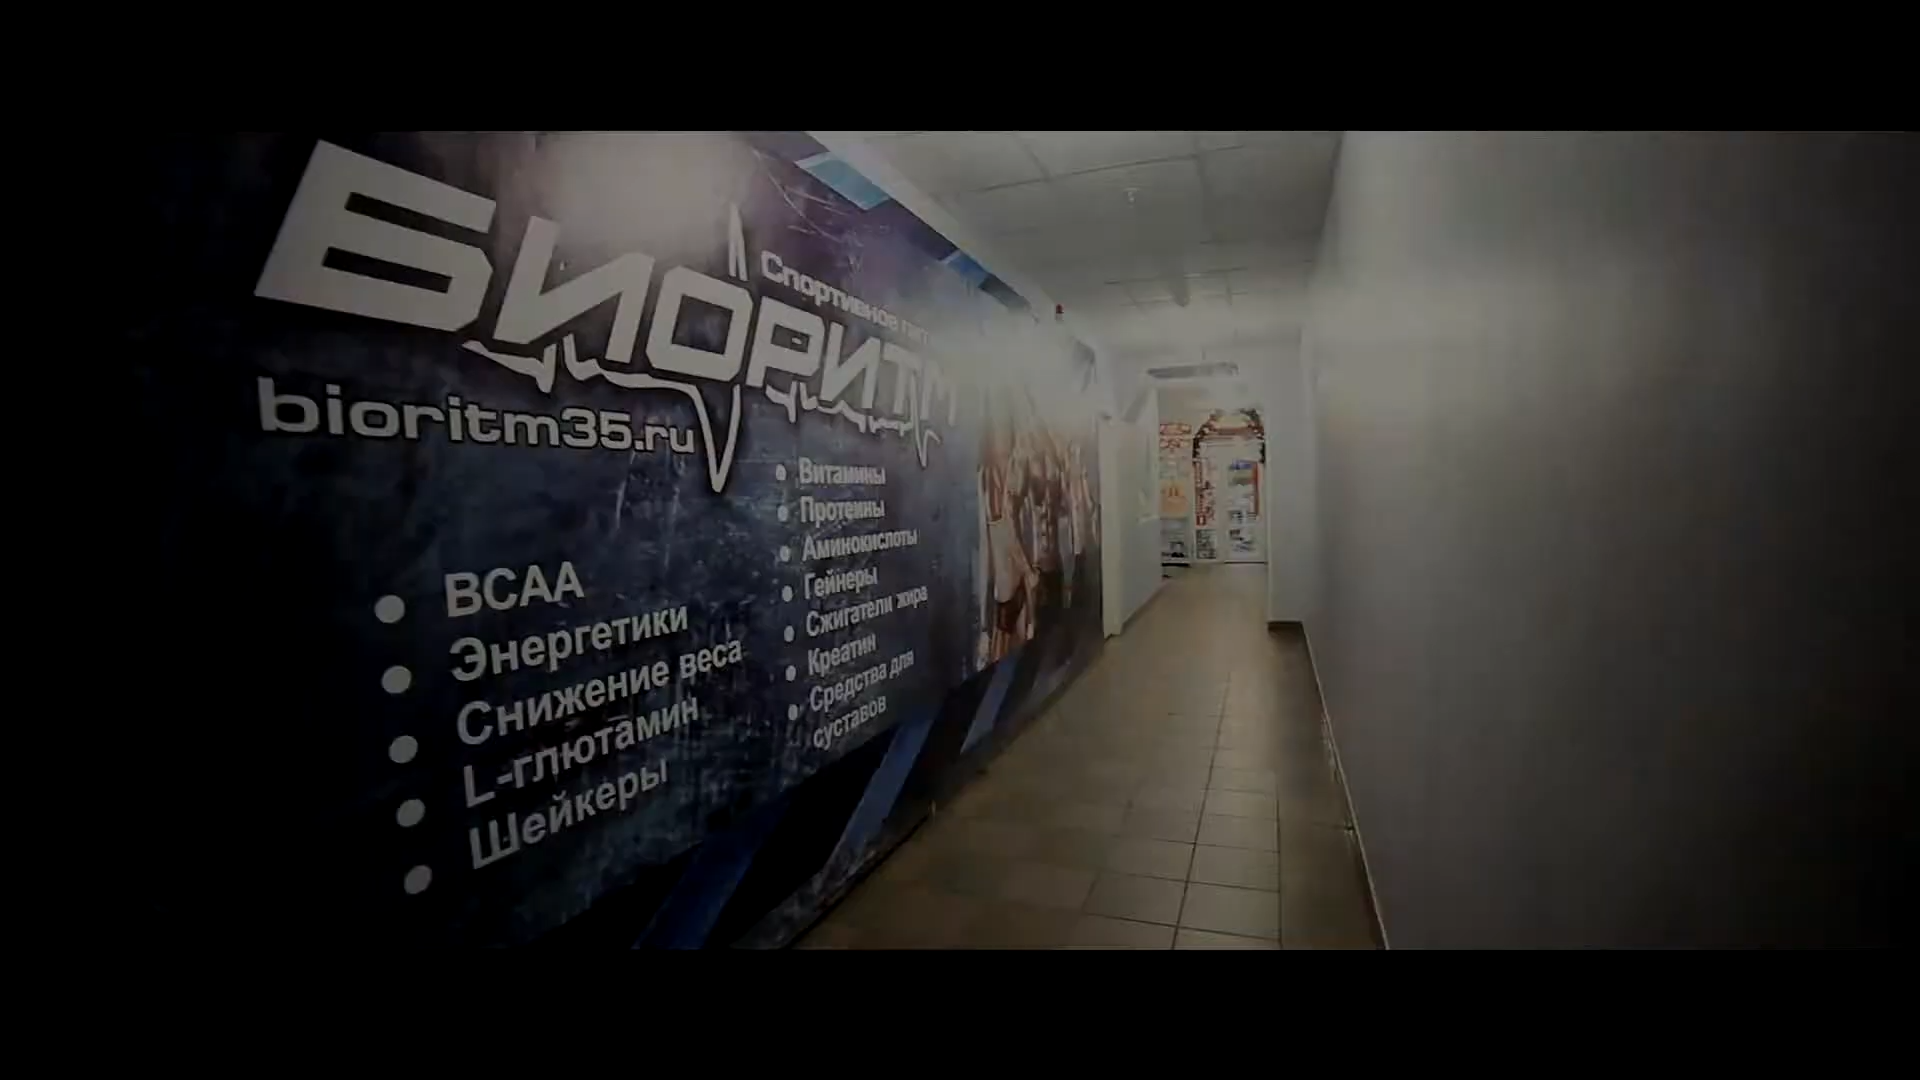 Спортивное
БИОРИТМ
bioritm35.ru
Витамины
Протеины
Аминокислоты
Гейнеры
Сжигатели жира
Креатин
Средства для
суставов
BCAA
Энергетики
Снижение веса
L-глютамин
Шейкеры